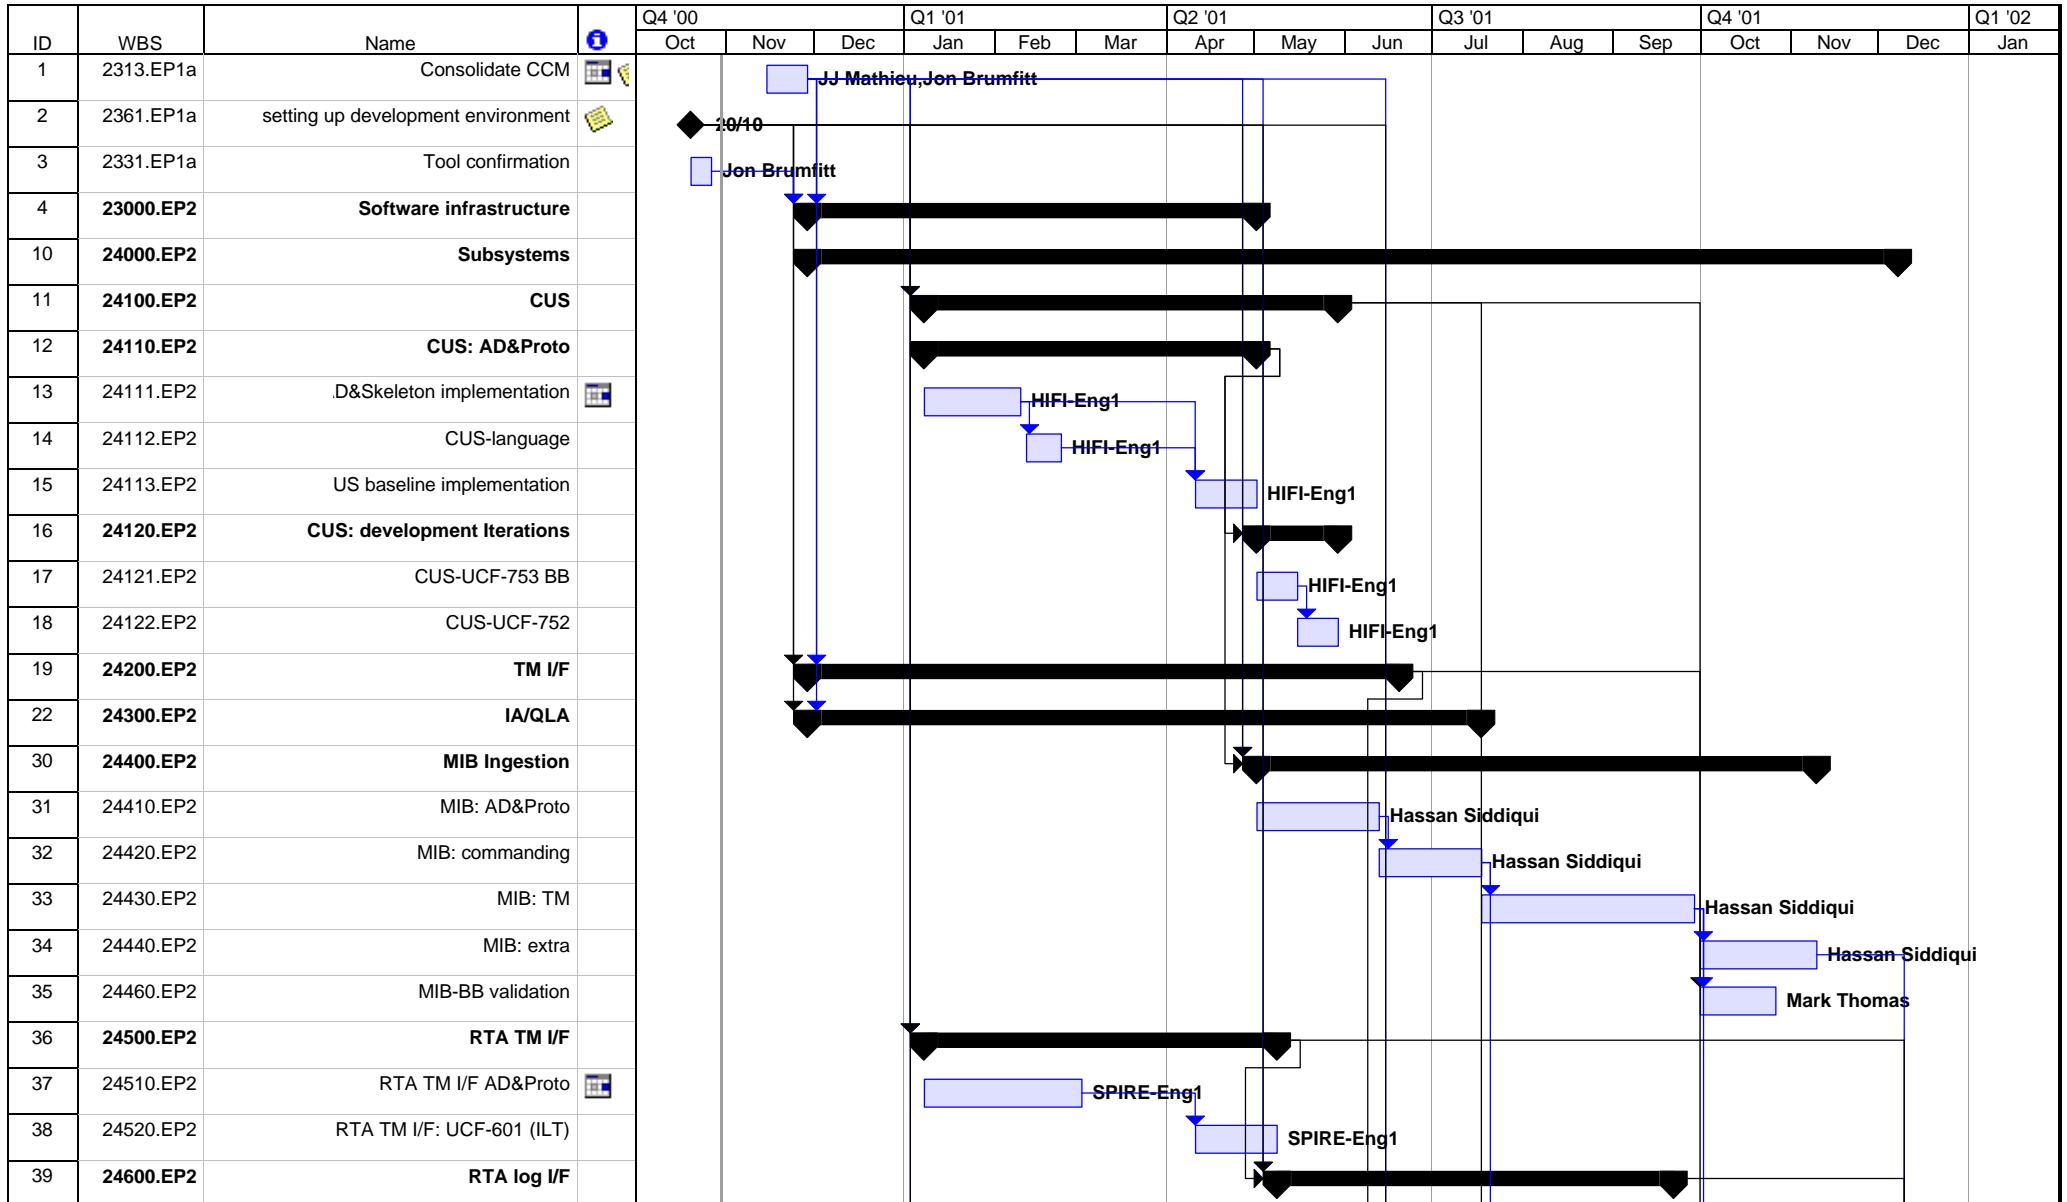 Q4 '00 Q1 '01 Q2 '01 Q3 '01 Q4 '01 Q1 '02
ID WBS Name Oct Nov Dec Jan Feb Mar Apr May Jun Jul Aug Sep Oct Nov Dec Jan
1 2313.EP1a Consolidate CCM JJ Mathieu,Jon Brumfitt
2 2361.EP1a setting up development environment 20/10
3 2331.EP1a Tool confirmation Jon Brumfitt
4 23000.EP2 Software infrastructure
10 24000.EP2 Subsystems
11 24100.EP2 CUS
12 24110.EP2 CUS: AD&Proto
13 24111.EP2 D&Skeleton implementation HIFI-Eng1
14 24112.EP2 CUS-language HIFI-Eng1
15 24113.EP2 US baseline implementation HIFI-Eng1
16 24120.EP2 CUS: development Iterations
17 24121.EP2 CUS-UCF-753 BB HIFI-Eng1
18 24122.EP2 CUS-UCF-752 HIFI-Eng1
19 24200.EP2 TM I/F
22 24300.EP2 IA/QLA
30 24400.EP2 MIB Ingestion
31 24410.EP2 MIB: AD&Proto Hassan Siddiqui
32 24420.EP2 MIB: commanding Hassan Siddiqui
33 24430.EP2 MIB: TM Hassan Siddiqui
34 24440.EP2 MIB: extra Hassan Siddiqui
35 24460.EP2 MIB-BB validation Mark Thomas
36 24500.EP2 RTA TM I/F
37 24510.EP2 RTA TM I/F AD&Proto SPIRE-Eng1
38 24520.EP2 RTA TM I/F: UCF-601 (ILT) SPIRE-Eng1
39 24600.EP2 RTA log I/F